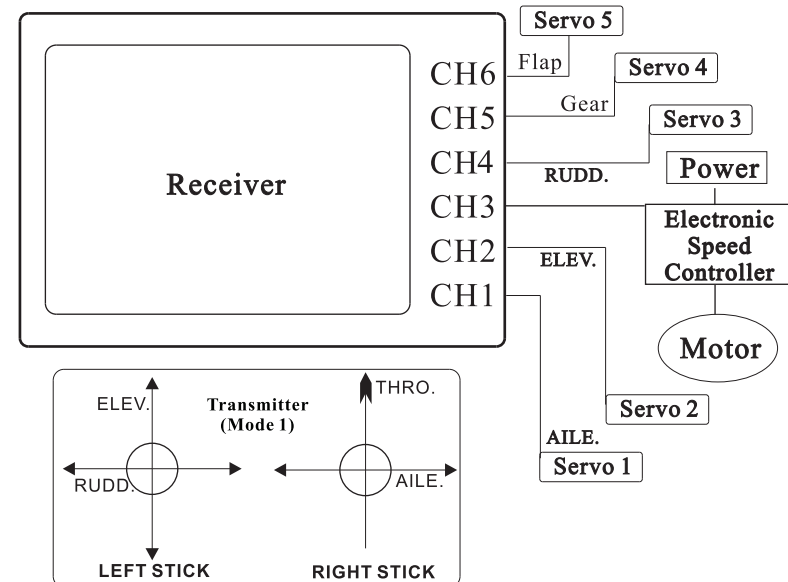 Servo 5
Flap
CH6
Servo 4
Gear
CH5
Servo 3
CH4
RUDD.
Power
Receiver
CH3
Electronic
Speed
Controller
CH2
ELEV.
CH1
Motor
Servo 2
AILE.
Servo 1
ELEV.
Transmitter
(Mode 1)
THRO.
RUDD.
AILE.
LEFT STICK
RIGHT STICK